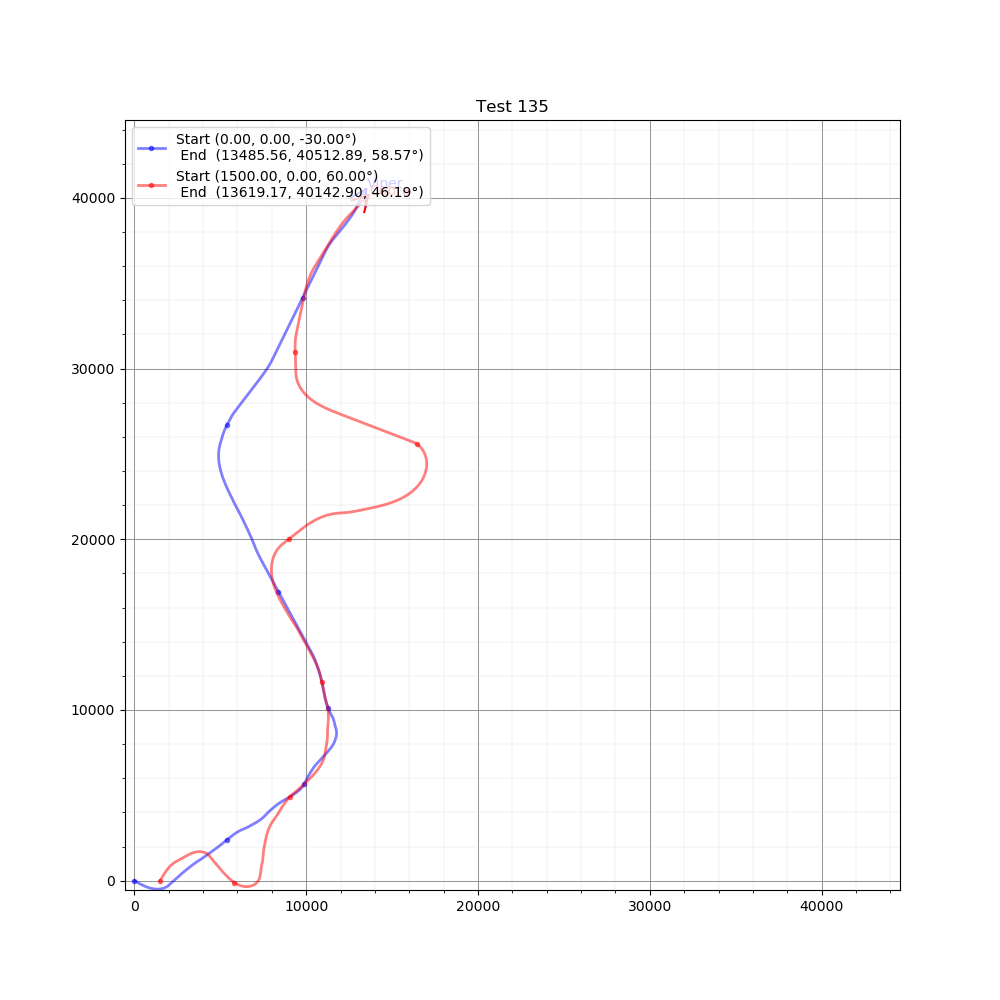 Test 135
Start (0.00, 0.00, -30.00°)
End (13485.56, 40512.89, 58.57°)
Start (1500.00, 0.00, 60.00°)
End (13619.17, 40142.90, 46.19°)
40000
30000
20000
10000
0
0 10000 20000 30000 40000